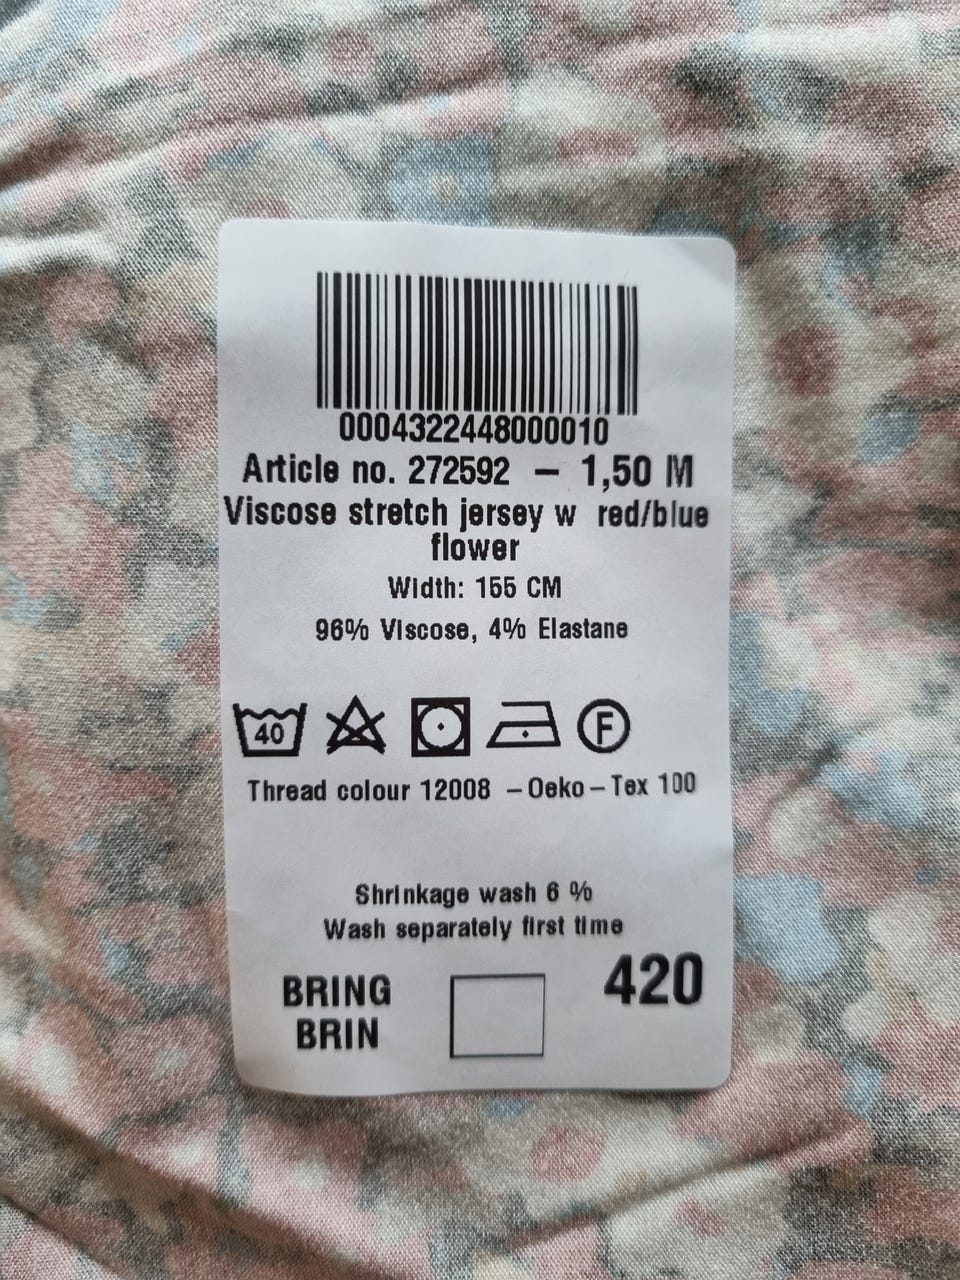 0004322448000010
Article no. 272592 – 1,50 M
Viscose stretch jersey w red/blue
flower
Width: 155 CM
96% Viscose, 4% Elastane
40 F
Thread colour 12008 – Oeko – Tex 100
Shrinkage wash 6 %
Wash separately first time
BRING
BRIN
420